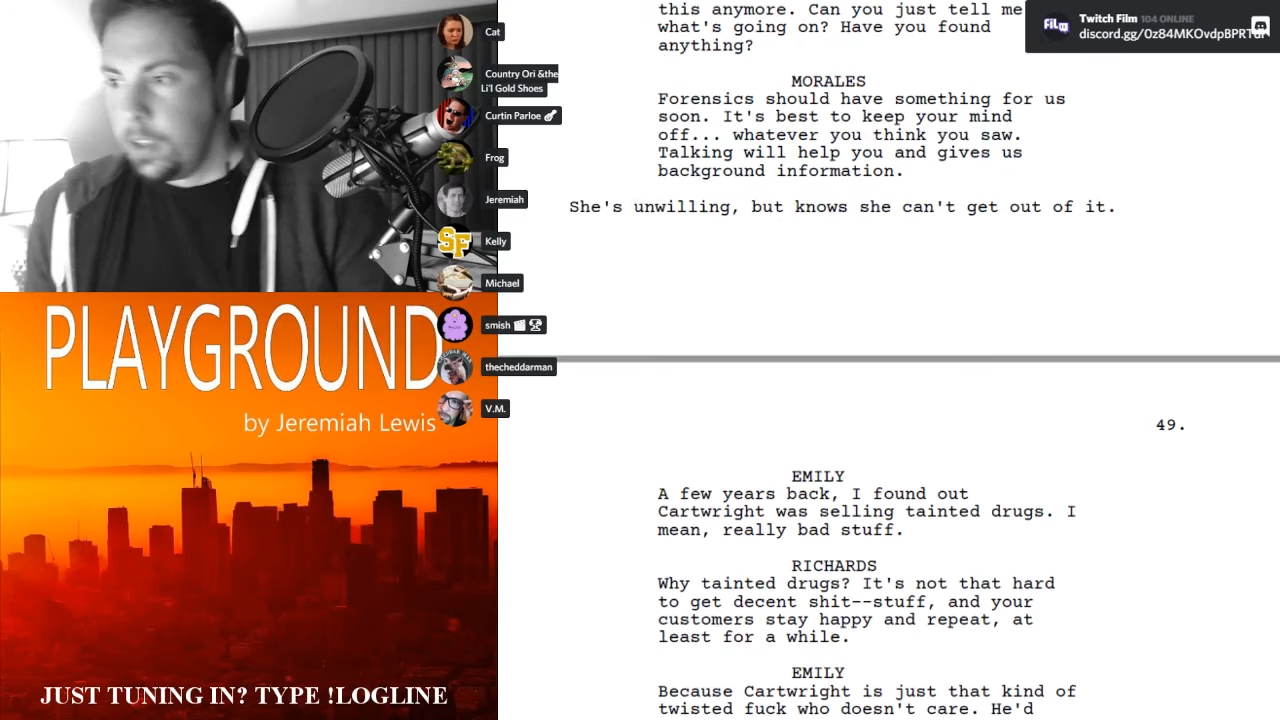 this anymore. Can you just tell me
what's going on? Have you found
anything?
MORALES
Forensics should have something for us
soon. It's best to keep your mind
off... whatever you think you saw.
Talking will help you and gives us
background information.
She's unwilling, but knows she can't get out of it.
49.
EMILY
A few years back, I found out
Cartwright was selling tainted drugs. I
mean, really bad stuff.
RICHARDS
Why tainted drugs? It's not that hard
to get decent shit--stuff, and your
customers stay happy and repeat, at
least for a while.
EMILY
Because Cartwright is just that kind of
twisted fuck who doesn't care. He'd
Twitch Film 104 ONLINE
Cat
Country Ori &the
Li'l Gold Shoes
Curtin Parloe
Frog
Jeremiah
Kelly
SF
Michael
smish
thecheddarman
V.M.
PLAYGROUND
by Jeremiah Lewis
JUST TUNING IN? TYPE !LOGLINE